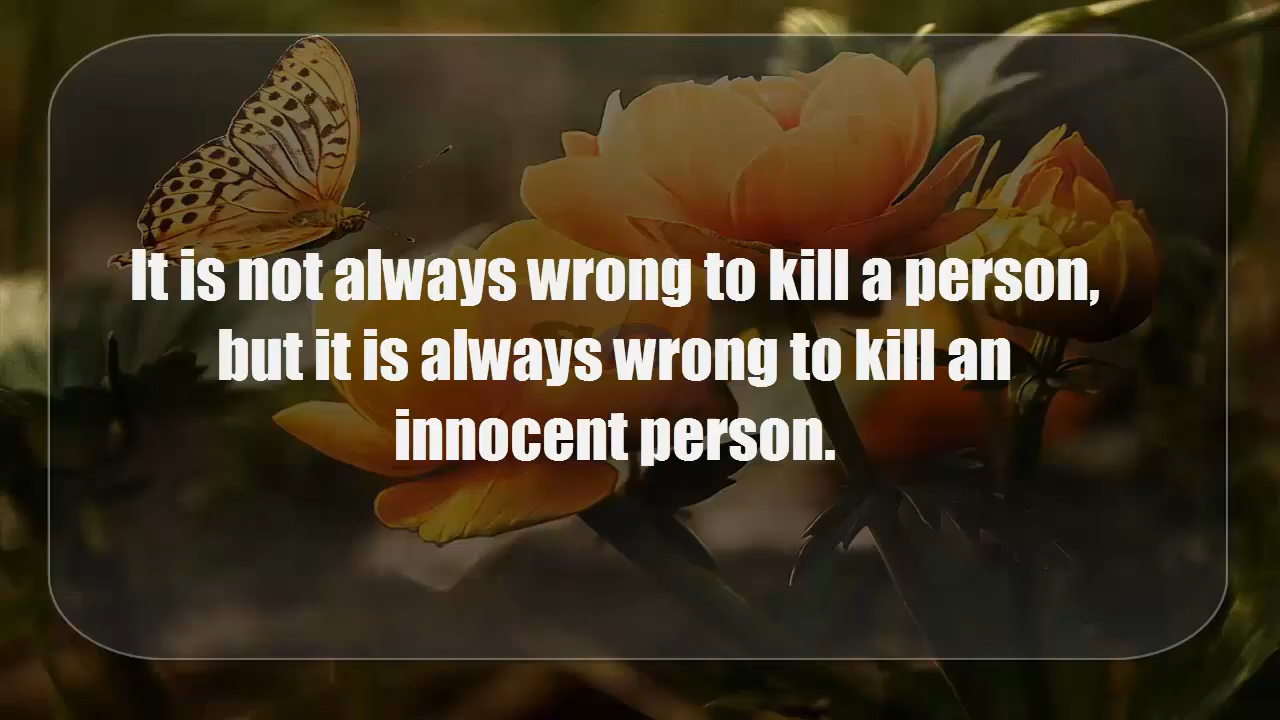 It is not always wrong to kill a person,
but it is always wrong to kill an
innocent person.